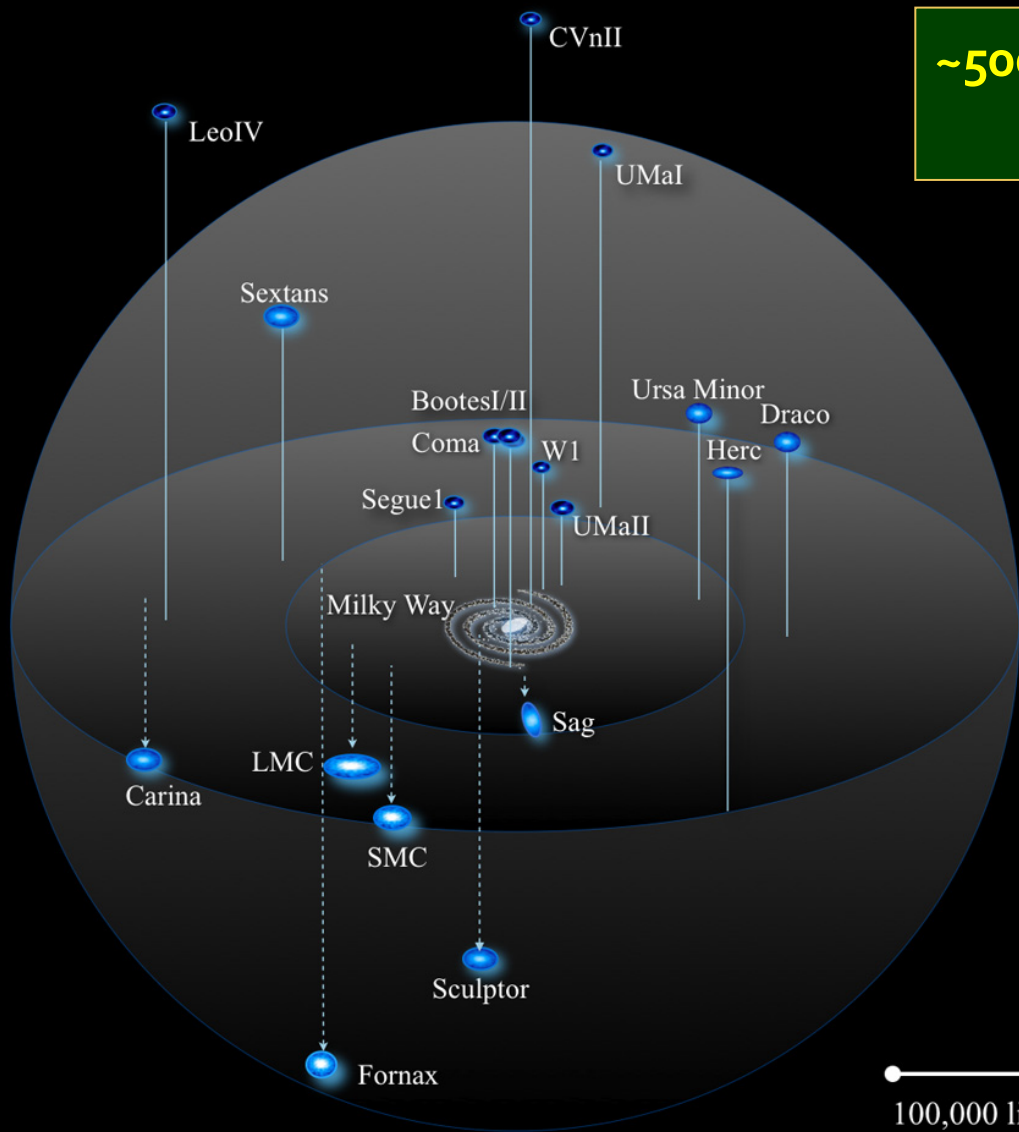 CVnII
~500
LeoIV
UMaI
Sextans
Ursa Minor
BootesI/II
Draco
Coma
W1
Herc
Segue1
UMaII
Milky Way
Sag
LMC
Carina
SMC
Sculptor
Fornax
100,000